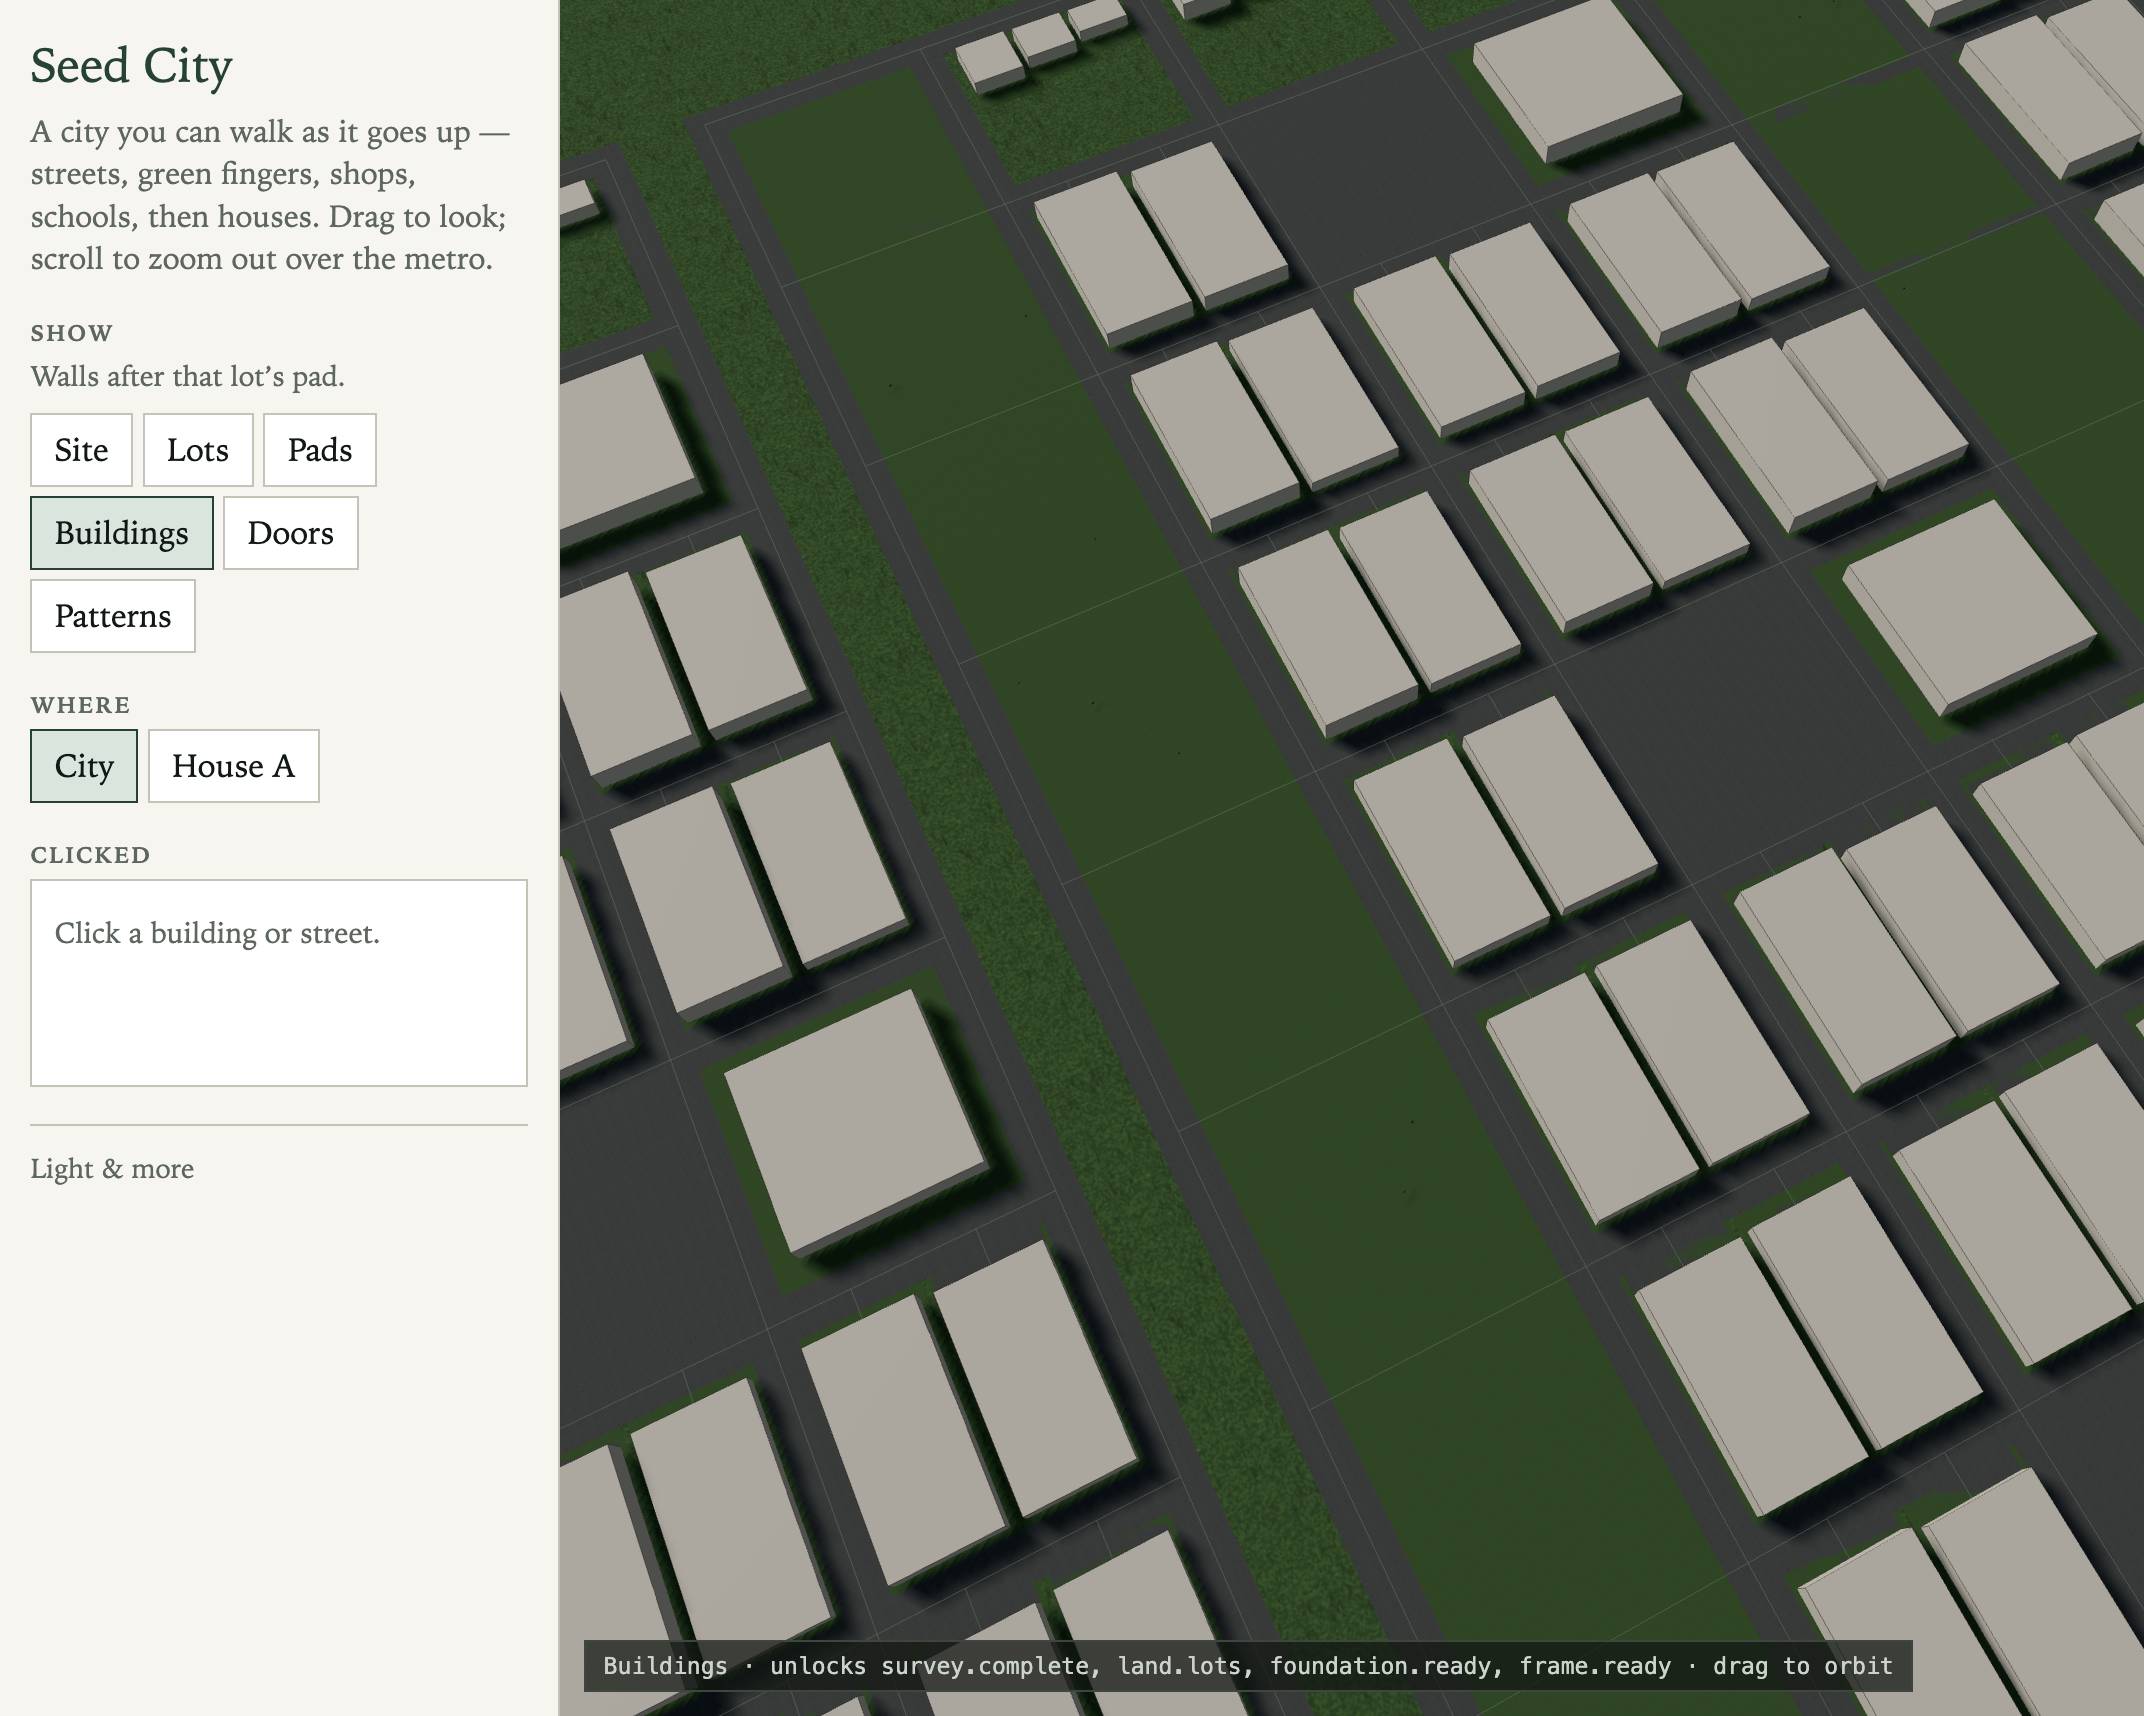 Seed City
A city you can walk as it goes up —
streets, green fingers, shops,
schools, then houses. Drag to look;
scroll to zoom out over the metro.
SHOW
Walls after that lot’s pad.
Site
Lots
Pads
Buildings
Doors
Patterns
WHERE
City
House A
CLICKED
Click a building or street.
Light & more
Buildings · unlocks survey.complete, land.lots, foundation.ready, frame.ready · drag to orbit